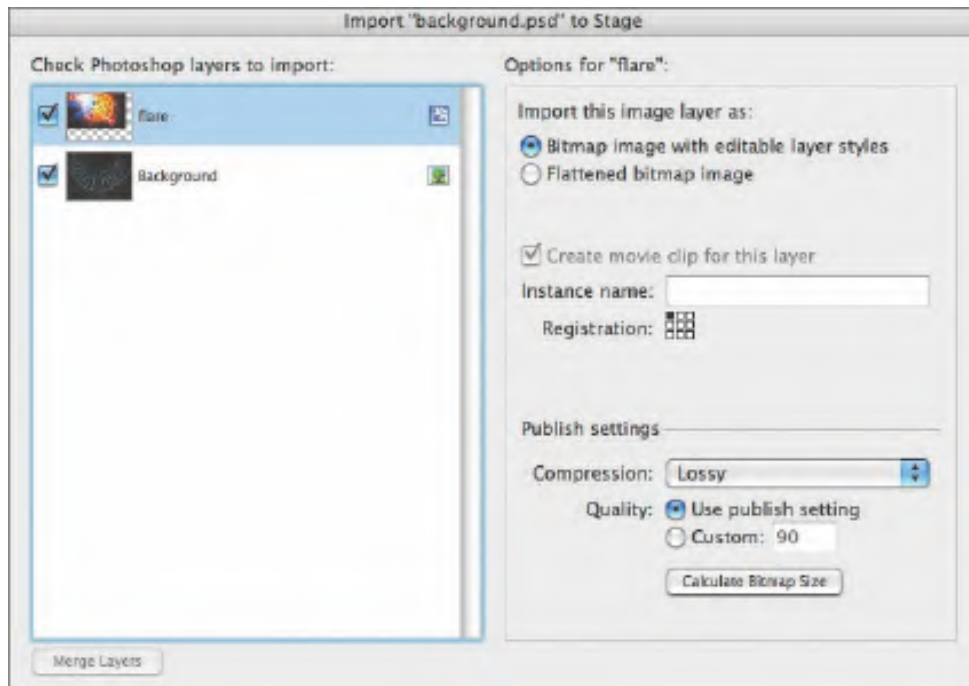 Import "background.psd" to Stage
Check Photoshop layers to import:
flare
Background
Merge Layers
Options for "flare":
Import this image layer as:
Bitmap image with editable layer styles
Flattened bitmap image
Create movie clip for this layer
Instance name:
Registration:
Publish settings
Compression: Lossy
Quality: Use publish setting
Custom: 90
Calculate Bitmap Size